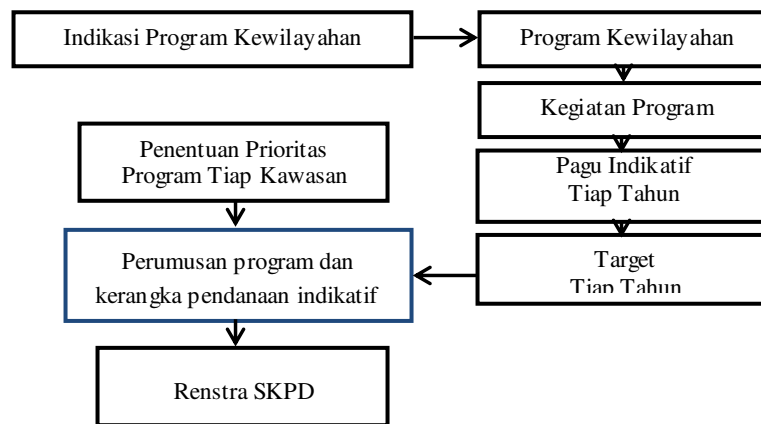 Indikasi Program Kewilayahan
Program Kewilayahan
Kegiatan Program
Penentuan Prioritas
Program Tiap Kawasan
Pagu Indikatif
Tiap Tahun
Perumusan program dan
kerangka pendanaan indikatif
Target
Tiap Tahun
Renstra SKPD